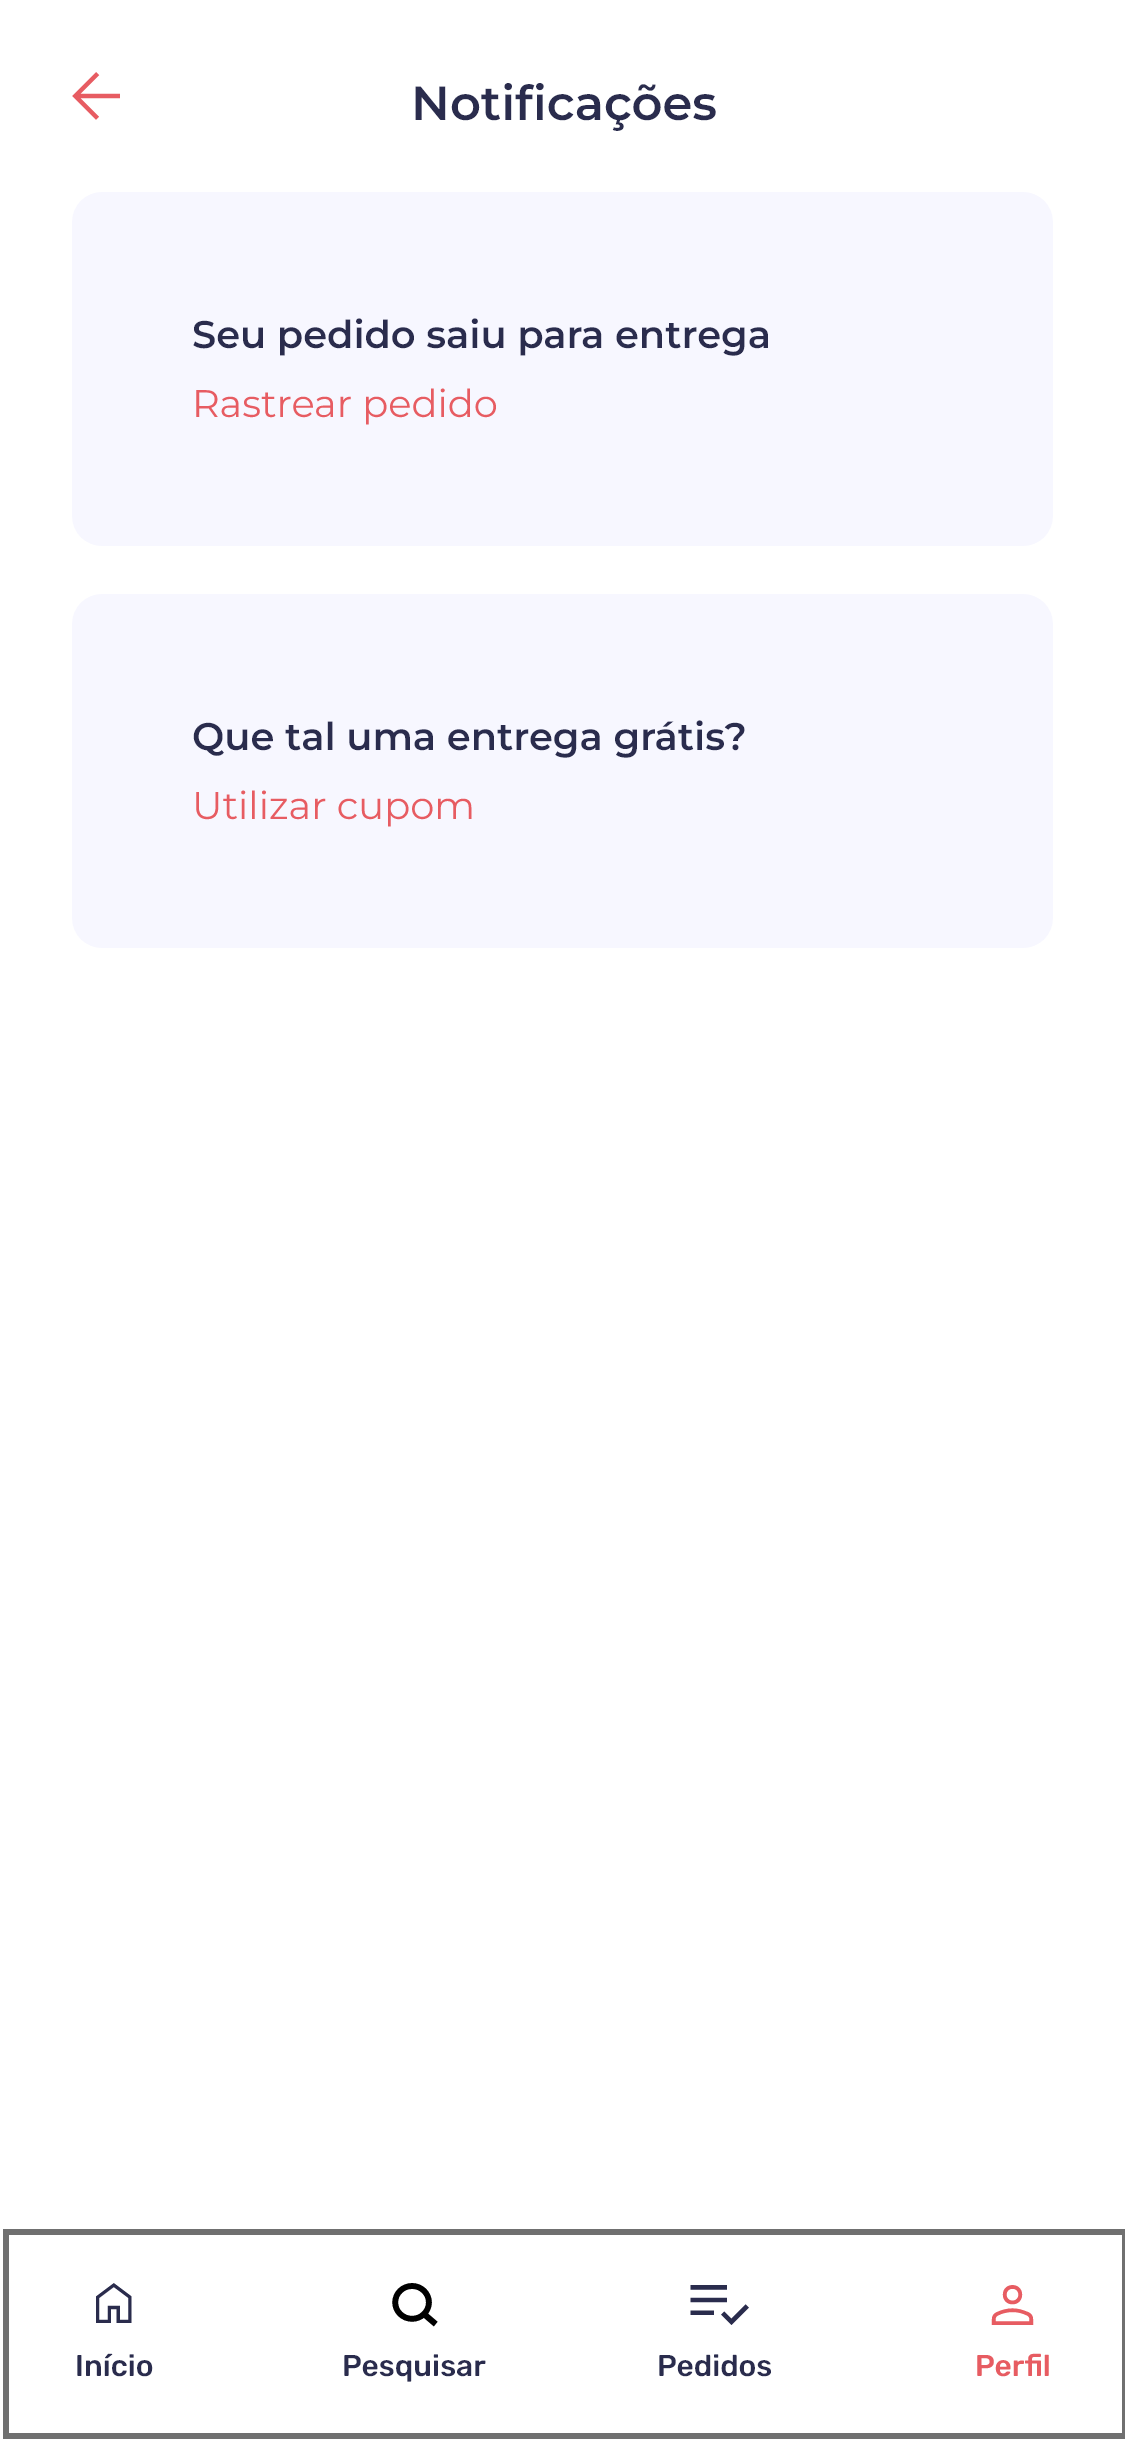 Notificações
Seu pedido saiu para entrega
Rastrear pedido
Que tal uma entrega grátis?
Utilizar cupom
Início
Pesquisar
Pedidos
Perfil